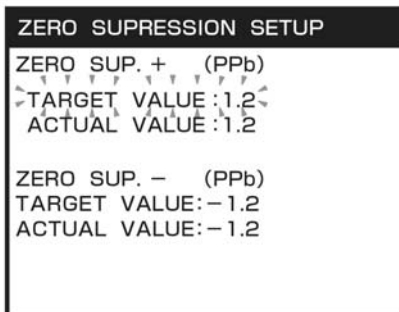 ZERO SUPRESSION SETUP
ZERO SUP. + (PPb)
TARGET VALUE:1.2
ACTUAL VALUE:1.2
ZERO SUP. − (PPb)
TARGET VALUE:−1.2
ACTUAL VALUE:−1.2